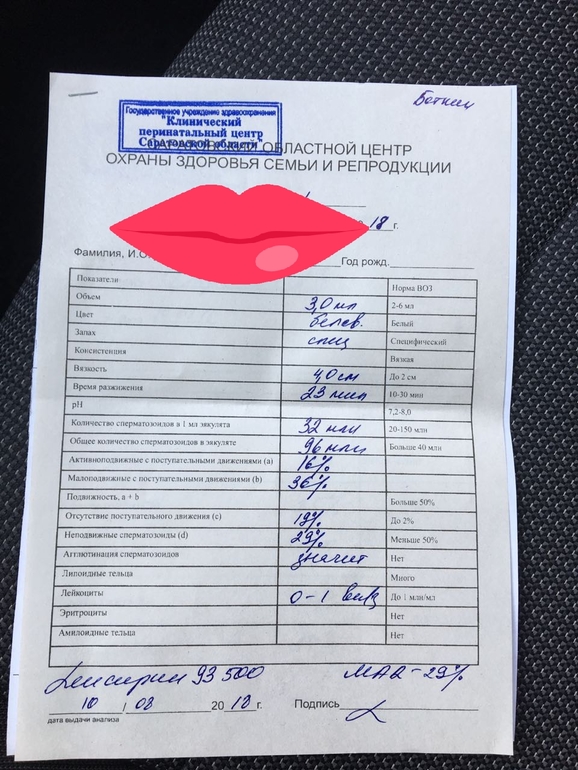 Боткин
Государственное учреждение здравоохранения
"Клинический
перинатальный центр
Саратовской области"
ОБЛАСТНОЙ ЦЕНТР
ОХРАНЫ ЗДОРОВЬЯ СЕМЬИ И РЕПРОДУКЦИИ
18 г.
Фамилия, И.О. Год рожд.
Показатели Норма ВОЗ
Объем 3,0 мл 2-6 мл
Цвет белов. Белый
Запах спец Специфический
Консистенция Вязкая
Вязкость 4,0 см До 2 см
Время разжижения 23 мин 10-30 мин
pH 7,2-8,0
Количество сперматозоидов в 1 мл эякулята 32 млн 20-150 млн
Общее количество сперматозоидов в эякуляте 96 млн Больше 40 млн
Активноподвижные с поступательными движениями (a) 16%
Малоподвижные с поступательными движениями (b) 36%
Подвижность, a + b Больше 50%
Отсутствие поступательного движения (c) 19% До 2%
Неподвижные сперматозоиды (d) 29% Меньше 50%
Агглютинация сперматозоидов значит Нет
Липоидные тельца Много
Лейкоциты 0-1 в п/з До 1 млн/мл
Эритроциты Нет
Амилоидные тельца Нет
93 500 МАR - 29%
10 / 08 2018 г. Подпись
дата выдачи анализа